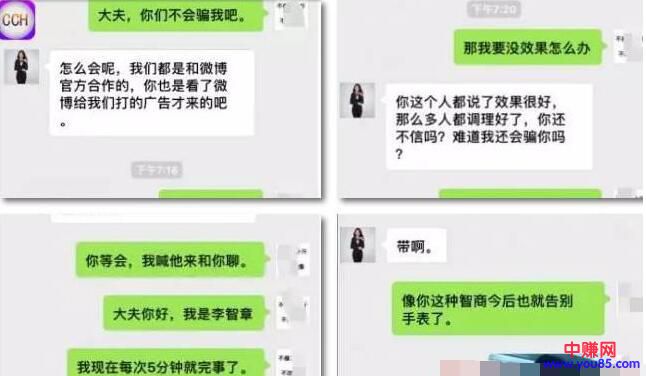 CCH
大夫，你们不会骗我吧。
怎么会呢，我们都是和微博
官方合作的，你也是看了微
博给我们打的广告才来的吧
。
下午7:16
下午7:20
那我要没效果怎么办
你这个人都说了效果很好，
那么多人都调理好了，你还
不信吗？难道我还会骗你吗
？
你等会，我喊他来和你聊。
大夫你好，我是李智章
我现在每次5分钟就完事了。
带啊。
像你这种智商今后也就告别
手表了。
中赚网
www.you85.com